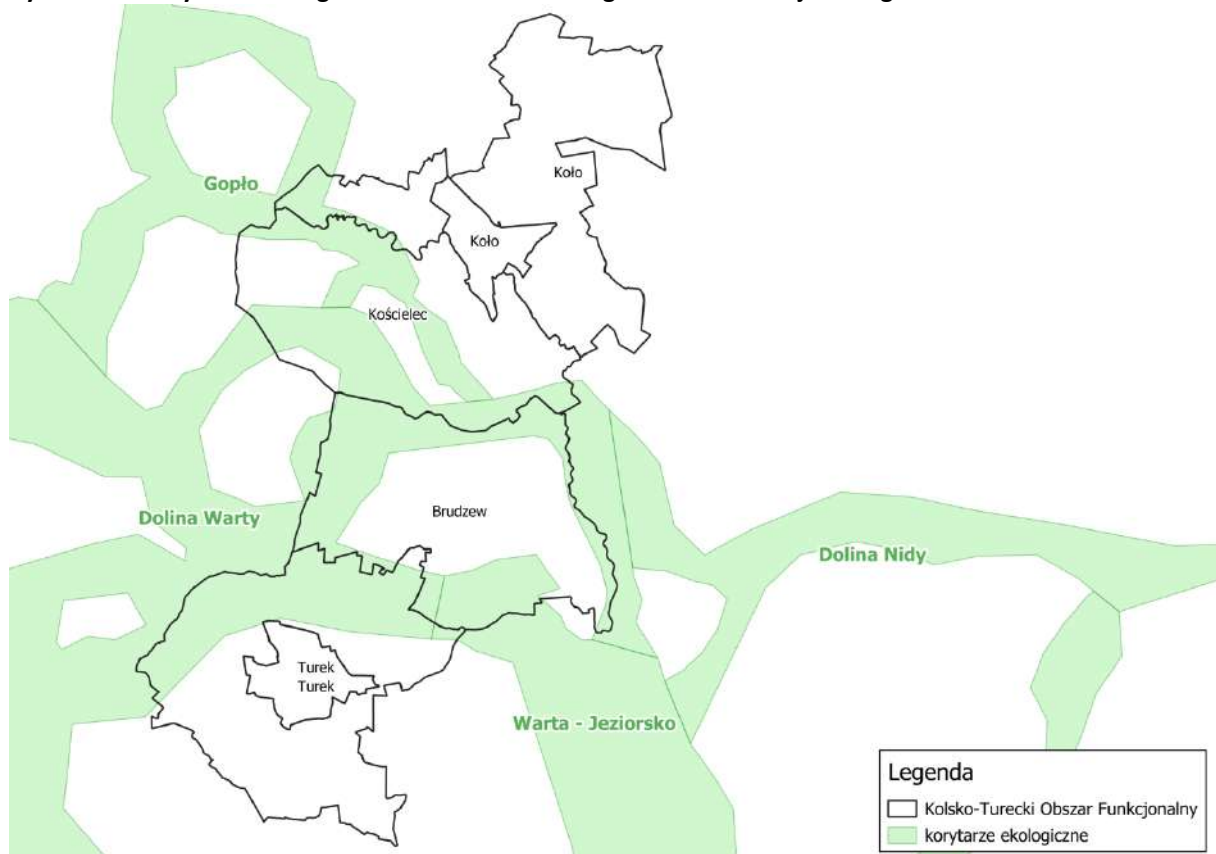 Koło
Gopło
Koło
Kościelec
Brudzew
Dolina Warty
Dolina Nidy
Turek
Turek
Warta - Jeziorsko
Legenda
Kolsko-Turecki Obszar Funkcjonalny
korytarze ekologiczne